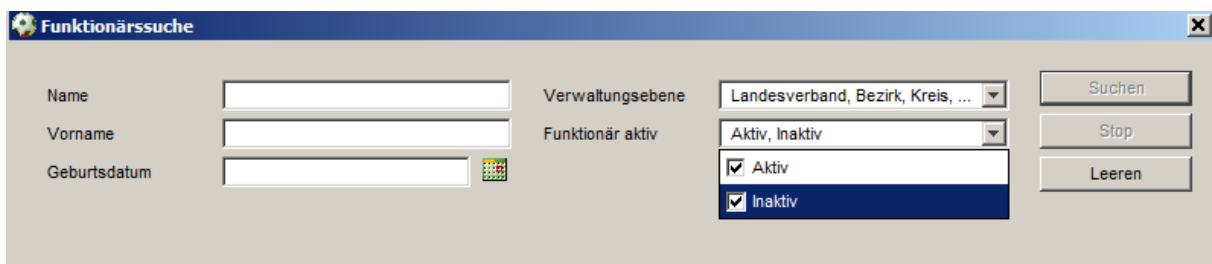 Funktionärssuche
Name
Verwaltungsebene
Landesverband, Bezirk, Kreis, ...
Suchen
Vorname
Funktionär aktiv
Aktiv, Inaktiv
Stop
Geburtsdatum
Aktiv
Leeren
Inaktiv